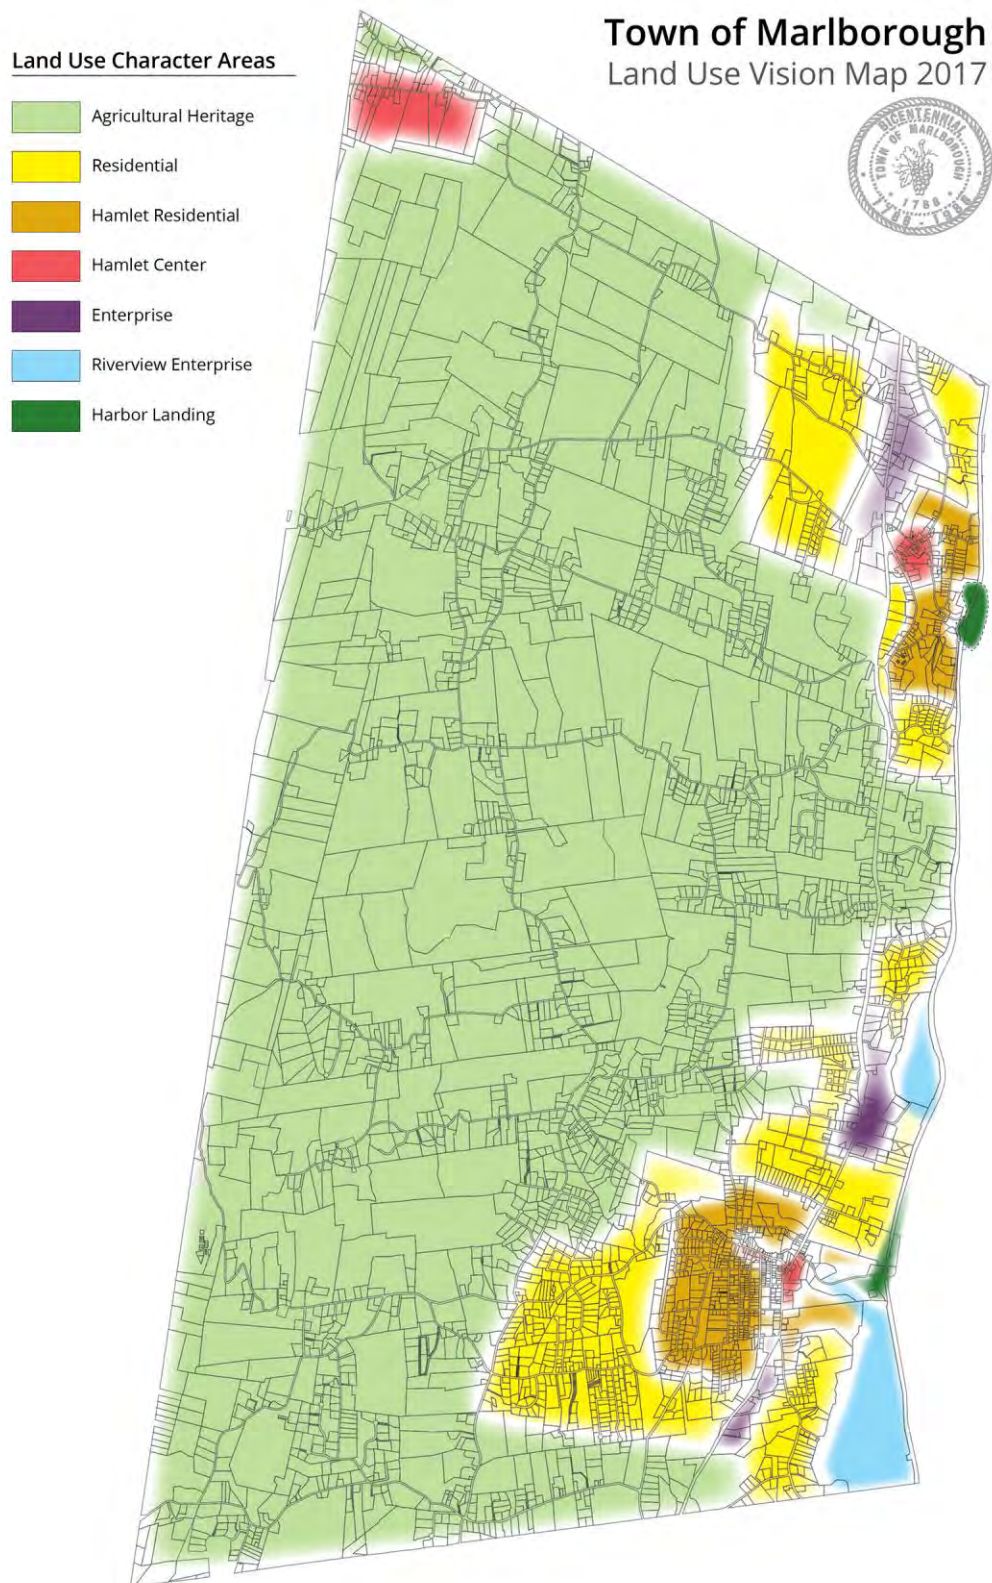 Town of Marlborough
Land Use Vision Map 2017
Land Use Character Areas
Agricultural Heritage
Residential
Hamlet Residential
Hamlet Center
Enterprise
Riverview Enterprise
Harbor Landing
BICENTENNIAL
TOWN OF MARLBOROUGH
1788
1788 - 1988